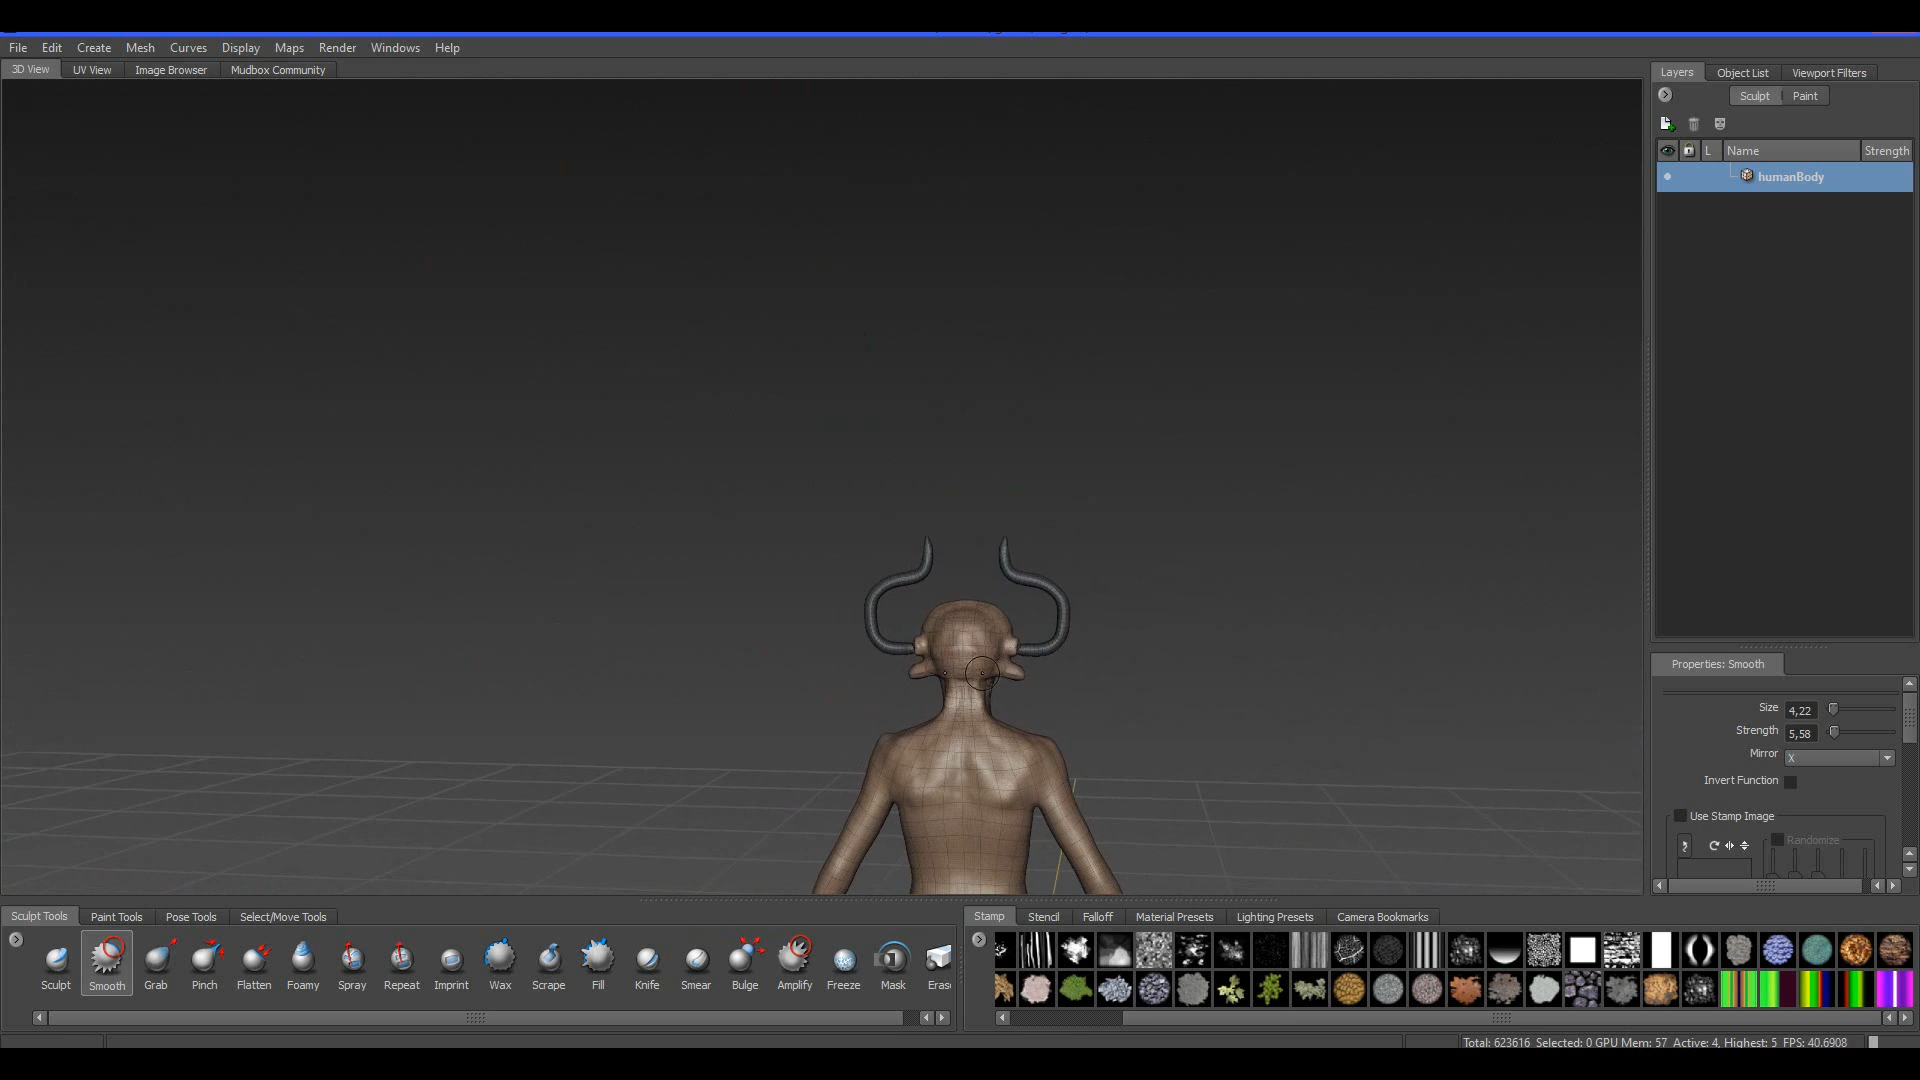 File Edit Create Mesh Curves Display Maps Render Windows Help
3D View UV View Image Browser Mudbox Community
Layers Object List Viewport Filters
Sculpt Paint
L Name Strength
humanBody
Properties: Smooth
Size 4,22
Strength 5,58
Mirror X
Invert Function
Use Stamp Image
Randomize
Sculpt Tools Paint Tools Pose Tools Select/Move Tools
Stamp Stencil Falloff Material Presets Lighting Presets Camera Bookmarks
Sculpt Smooth Grab Pinch Flatten Foamy Spray Repeat Imprint Wax Scrape Fill Knife Smear Bulge Amplify Freeze Mask Eras
Total: 623616 Selected: 0 GPU Mem: 57 Active: 4, Highest: 5 FPS: 40.6908